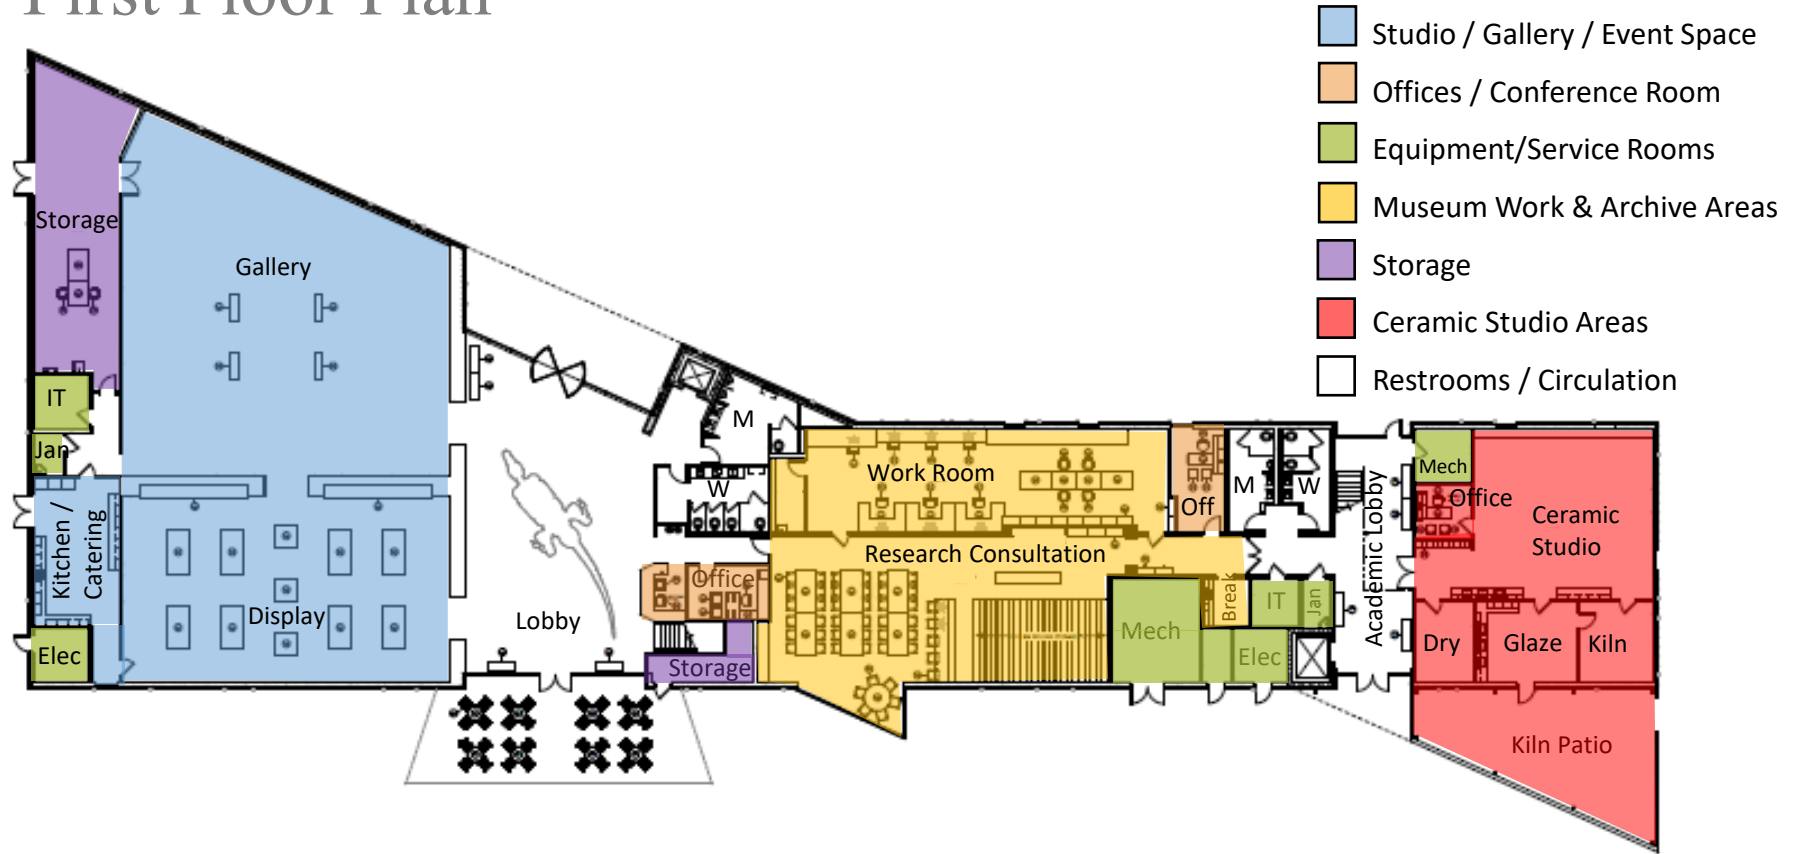 First Floor Plan
Studio / Gallery / Event Space
Offices / Conference Room
Equipment/Service Rooms
Museum Work & Archive Areas
Storage
Ceramic Studio Areas
Restrooms / Circulation
Storage
Gallery
IT
Jan
Kitchen /
Catering
Elec
Display
Lobby
M
W
Office
Storage
Work Room
Research Consultation
Off
M
W
Break
IT
Jan
Mech
Elec
Academic Lobby
Mech
Office
Ceramic
Studio
Dry
Glaze
Kiln
Kiln Patio